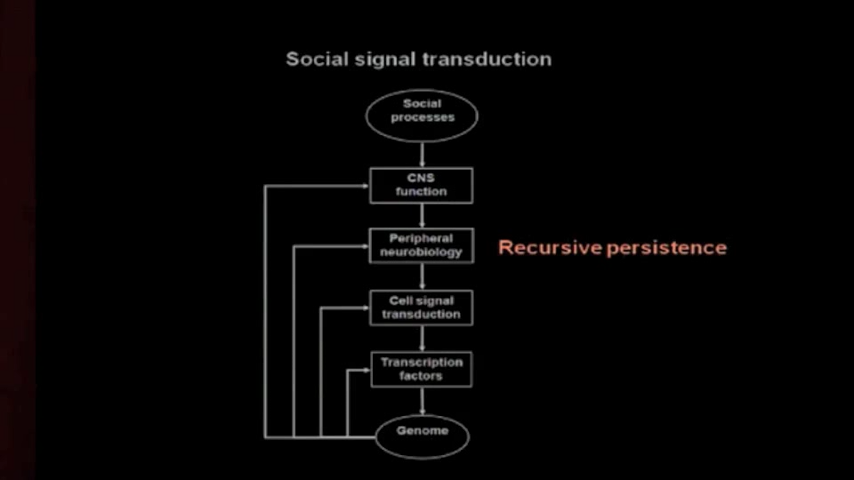 Social signal transduction
Social
processes
CNS
function
Peripheral
neurobiology
Recursive persistence
Cell signal
transduction
Transcription
factors
Genome